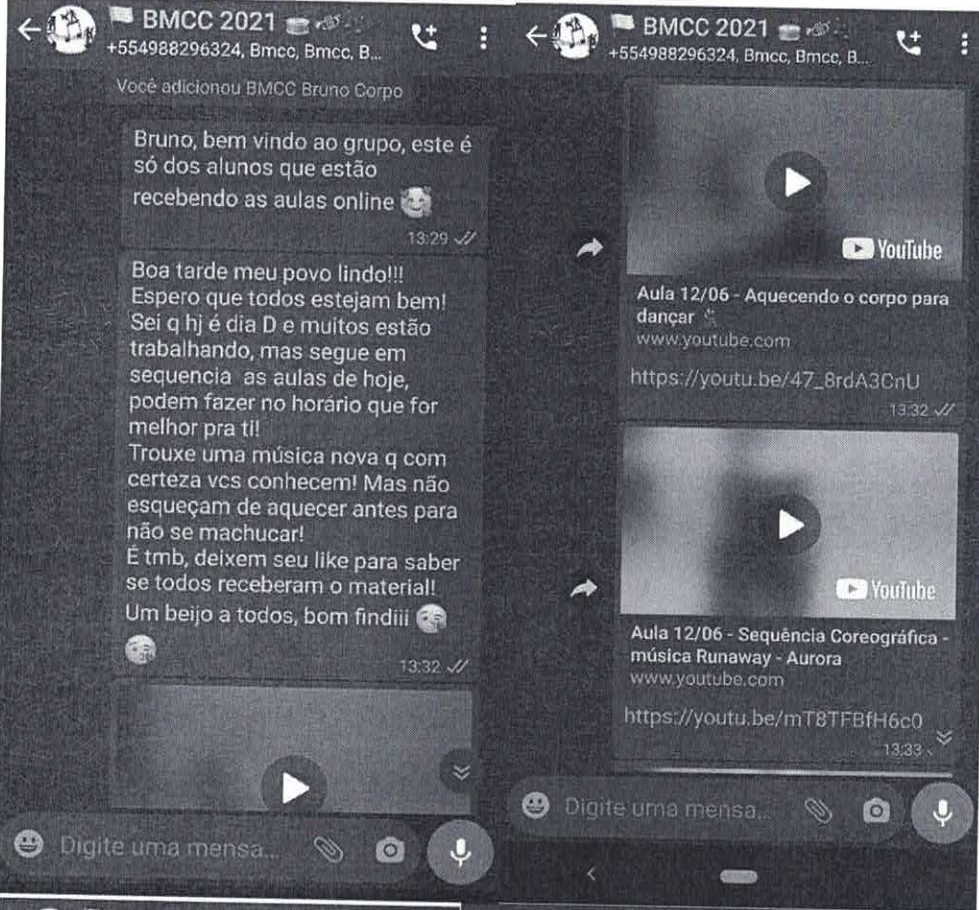 BMCC 2021
+554988296324, Bmcc, Bmcc, B...
Você adicionou BMCC Bruno Corpo
Bruno, bem vindo ao grupo, este é
só dos alunos que estão
recebendo as aulas online
13:29
Boa tarde meu povo lindo!!!
Espero que todos estejam bem!
Sei q hj é dia D e muitos estão
trabalhando, mas segue em
sequencia as aulas de hoje,
podem fazer no horário que for
melhor pra ti!
Trouxe uma música nova q com
certeza vcs conhecem! Mas não
esqueçam de aquecer antes para
não se machucar!
É tmb, deixem seu like para saber
se todos receberam o material!
Um beijo a todos, bom findiii
13:32
Digite uma mensa...
BMCC 2021
+554988296324, Bmcc, Bmcc, B...
YouTube
Aula 12/06 - Aquecendo o corpo para
dançar
www.youtube.com
https://youtu.be/47_8rdA3CnU
13:32
YouTube
Aula 12/06 - Sequência Coreográfica -
música Runaway - Aurora
www.youtube.com
https://youtu.be/mT8TFBfH6c0
13:33
Digite uma mensa...